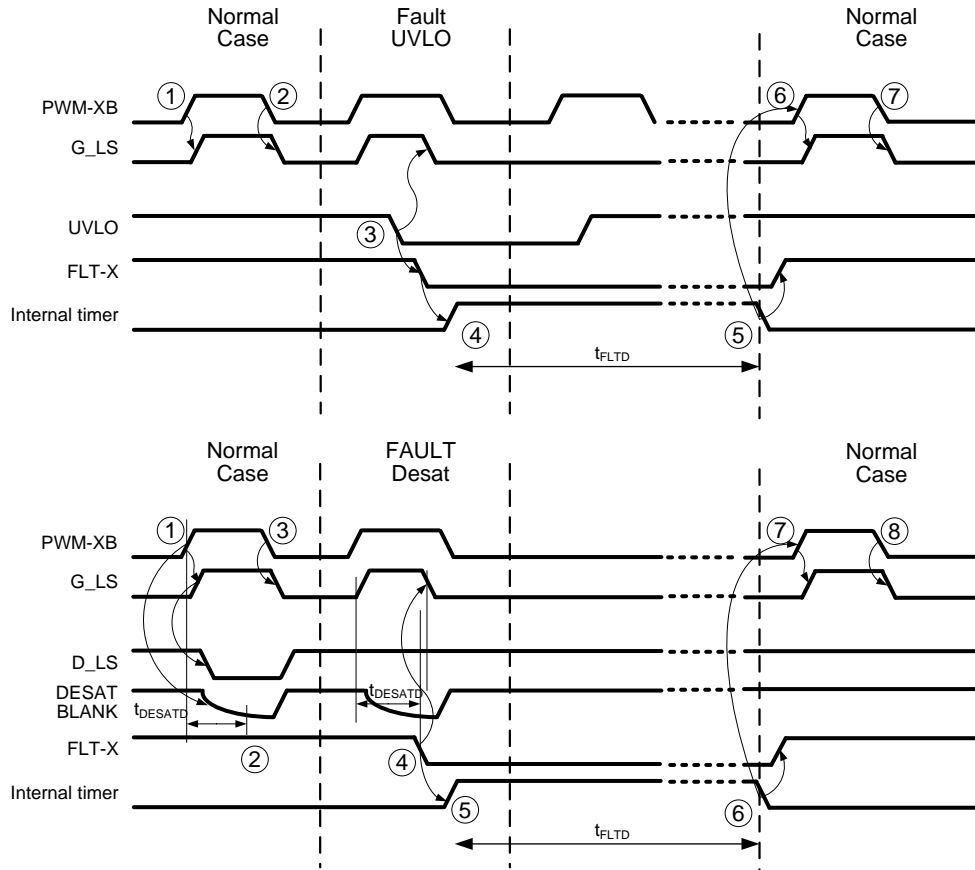 Normal
Case
Fault
UVLO
Normal
Case
PWM-XB
1
2
6
7
G_LS
UVLO
3
FLT-X
Internal timer
4
5
tFLTD
Normal
Case
FAULT
Desat
Normal
Case
PWM-XB
1
3
7
8
G_LS
D_LS
DESAT
BLANK
tDESATD
tDESATD
FLT-X
2
4
Internal timer
5
6
tFLTD